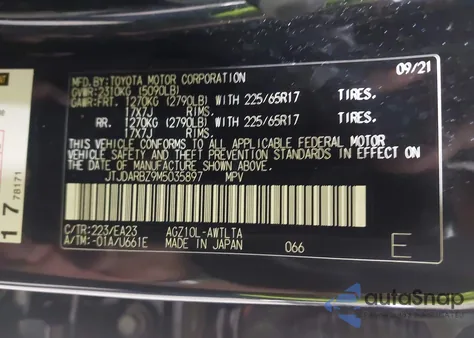 09/21
MFD.BY:TOYOTA MOTOR CORPORATION
GVWR:2310KG (5090LB)
GAWR:FRT. 1270KG (2790LB) WITH 225/65R17 TIRES.
17X7J RIMS.
RR. 1270KG (2790LB) WITH 225/65R17 TIRES.
17X7J RIMS.
THIS VEHICLE CONFORMS TO ALL APPLICABLE FEDERAL MOTOR
VEHICLE SAFETY AND THEFT PREVENTION STANDARDS IN EFFECT ON
THE DATE OF MANUFACTURE SHOWN ABOVE.
JTJDARBZ9M5035897 MPV
C/TR:223/EA23 AGZ10L-AWTLTA
A/TM:-01A/U661E MADE IN JAPAN 066
E
17 78171
autoSnap